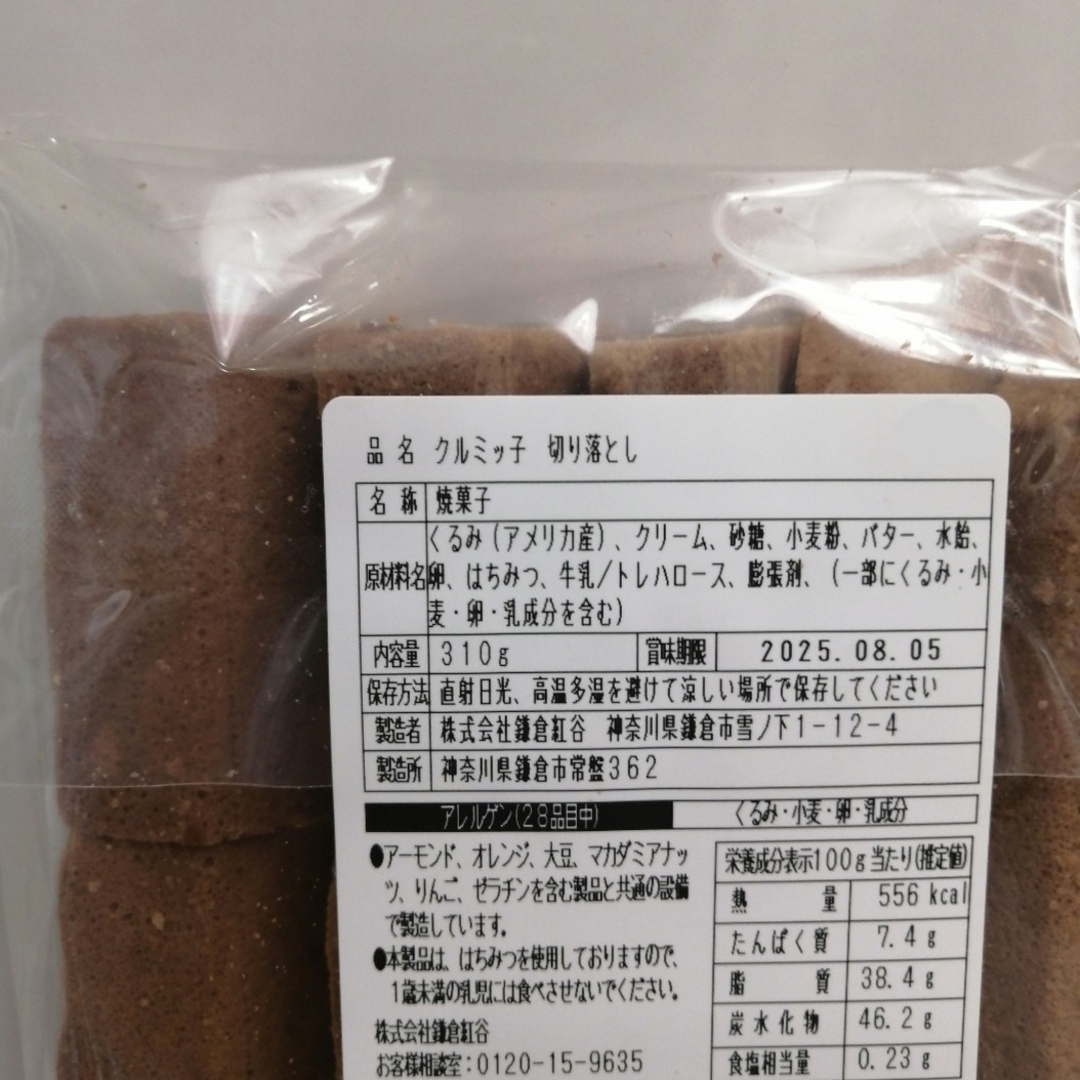 品名 クルミッ子 切り落とし
名称 焼菓子
原材料名 くるみ（アメリカ産）、クリーム、砂糖、小麦粉、バター、水飴、
卵、はちみつ、牛乳／トレハロース、膨張剤、（一部にくるみ・小
麦・卵・乳成分を含む）
内容量 310g 賞味期限 2025.08.05
保存方法 直射日光、高温多湿を避けて涼しい場所で保存してください
製造者 株式会社鎌倉紅谷 神奈川県鎌倉市雪ノ下1-12-4
製造所 神奈川県鎌倉市常盤362
アレルゲン(28品目中) くるみ・小麦・卵・乳成分
●アーモンド、オレンジ、大豆、マカダミアナッ
ツ、りんご、ゼラチンを含む製品と共通の設備
で製造しています。
●本製品は、はちみつを使用しておりますので、
1歳未満の乳児には食べさせないでください。
株式会社鎌倉紅谷
お客様相談室:0120-15-9635
栄養成分表示100g当たり(推定値)
熱量 556 kcal
たんぱく質 7.4 g
脂質 38.4 g
炭水化物 46.2 g
食塩相当量 0.23 g